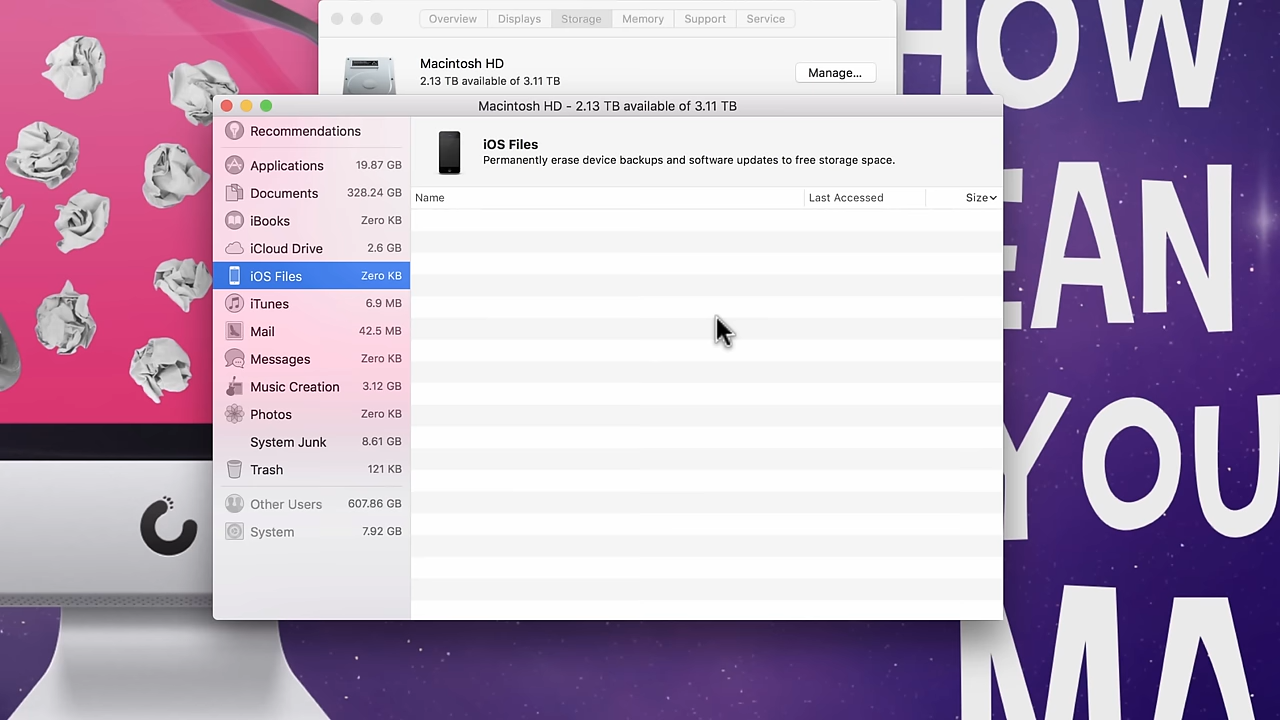 Overview Displays Storage Memory Support Service
Macintosh HD
2.13 TB available of 3.11 TB
Manage...
Macintosh HD - 2.13 TB available of 3.11 TB
Recommendations
Applications 19.87 GB
Documents 328.24 GB
iBooks Zero KB
iCloud Drive 2.6 GB
iOS Files Zero KB
iTunes 6.9 MB
Mail 42.5 MB
Messages Zero KB
Music Creation 3.12 GB
Photos Zero KB
System Junk 8.61 GB
Trash 121 KB
Other Users 607.86 GB
System 7.92 GB
iOS Files
Permanently erase device backups and software updates to free storage space.
Name Last Accessed Size
HOW
EAN
YOU
MA